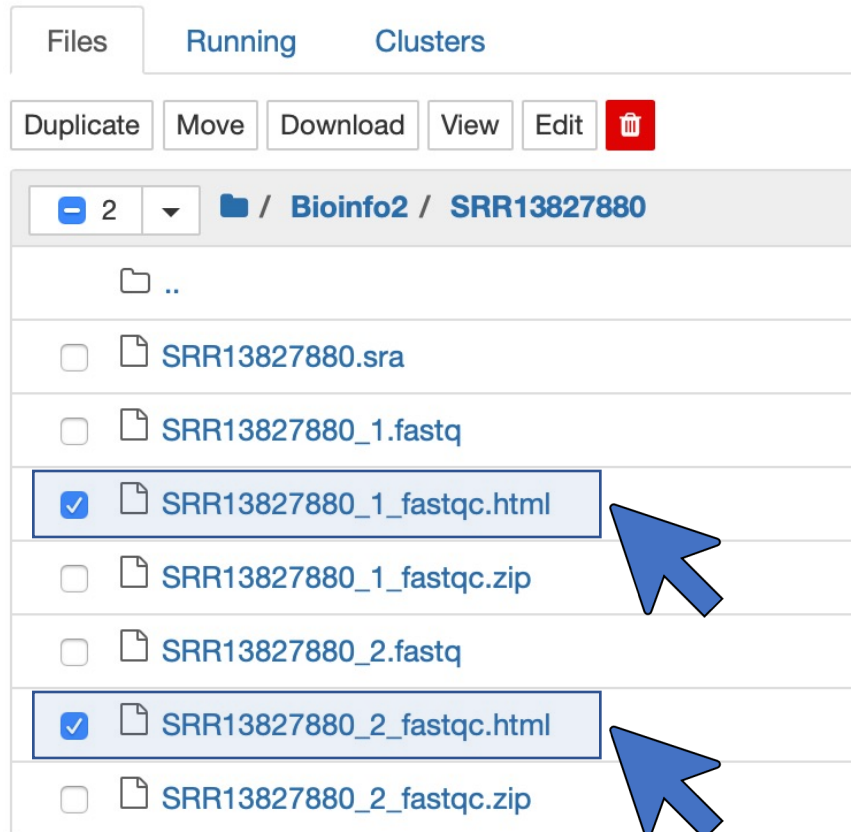 Files Running Clusters
Duplicate Move Download View Edit
2 / Bioinfo2 / SRR13827880
..
SRR13827880.sra
SRR13827880_1.fastq
SRR13827880_1_fastqc.html
SRR13827880_1_fastqc.zip
SRR13827880_2.fastq
SRR13827880_2_fastqc.html
SRR13827880_2_fastqc.zip